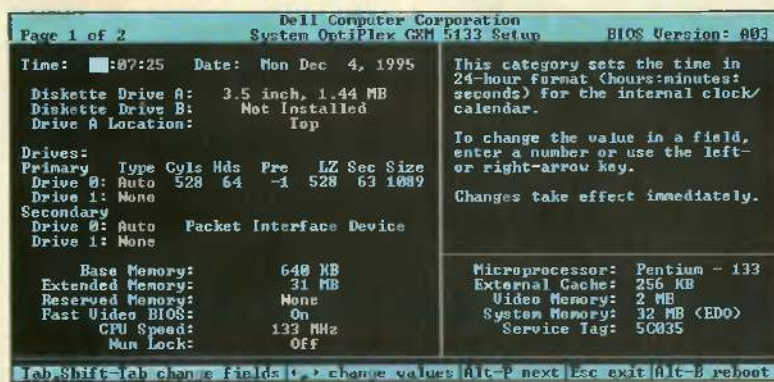 Dell Computer Corporation
Page 1 of 2 System OptiPlex GXM 5133 Setup BIOS Version: A03
Time: :07:25 Date: Mon Dec 4, 1995
Diskette Drive A: 3.5 inch, 1.44 MB
Diskette Drive B: Not Installed
Drive A Location: Top
Drives:
Primary Type Cyls Hds Pre LZ Sec Size
Drive 0: Auto 528 64 -1 528 63 1089
Drive 1: None
Secondary
Drive 0: Auto Packet Interface Device
Drive 1: None
Base Memory: 640 KB
Extended Memory: 31 MB
Reserved Memory: None
Fast Video BIOS: On
CPU Speed: 133 MHz
Num Lock: Off
This category sets the time in
24-hour format (hours:minutes:
seconds) for the internal clock/
calendar.
To change the value in a field,
enter a number or use the left-
or right-arrow key.
Changes take effect immediately.
Microprocessor: Pentium - 133
External Cache: 256 KB
Video Memory: 2 MB
System Memory: 32 MB (EDO)
Service Tag: 5C035
Tab,Shift-Tab change fields ←,→ change values Alt-P next Esc exit Alt-B reboot